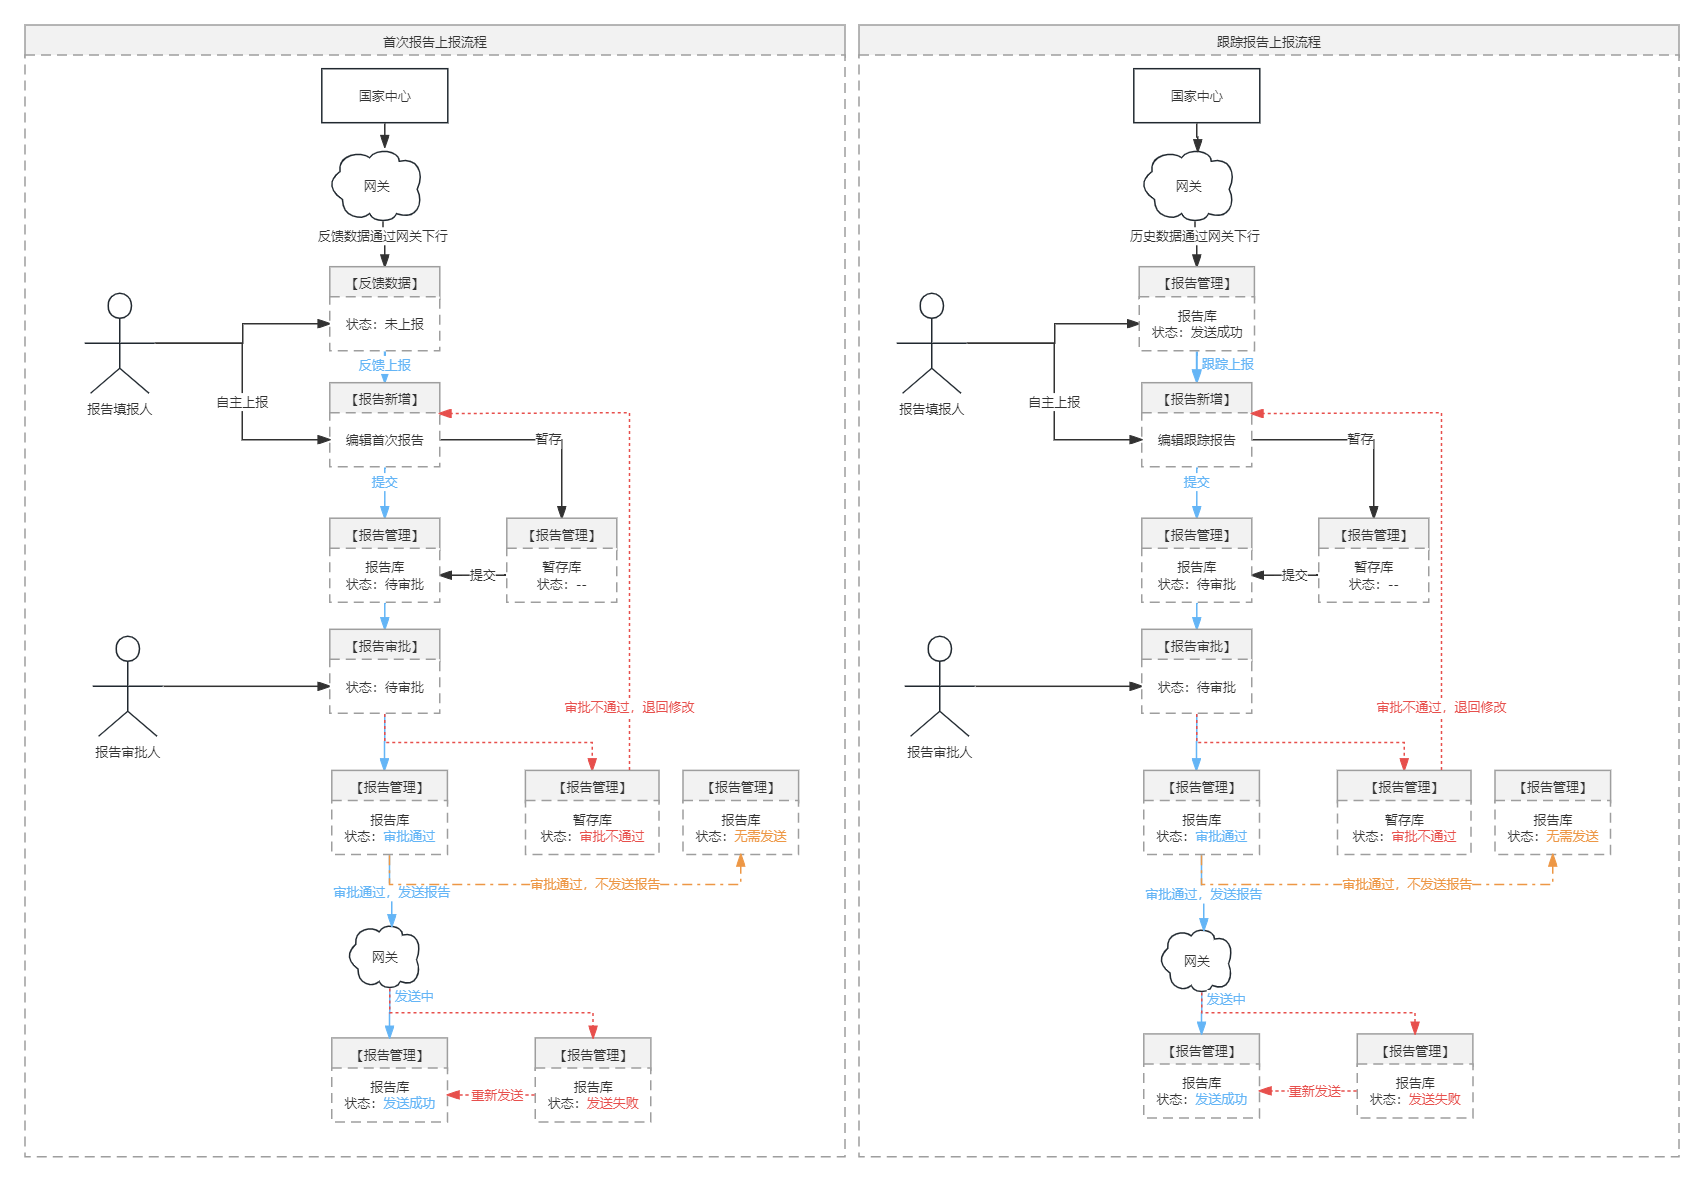 首次报告上报流程
国家中心
网关
反馈数据通过网关下行
【反馈数据】
状态：未上报
反馈上报
报告填报人
自主上报
【报告新增】
编辑首次报告
暂存
提交
【报告管理】
报告库
状态：待审批
提交
【报告管理】
暂存库
状态：--
【报告审批】
状态：待审批
报告审批人
审批不通过，退回修改
【报告管理】
报告库
状态：审批通过
【报告管理】
暂存库
状态：审批不通过
【报告管理】
报告库
状态：无需发送
审批通过，不发送报告
审批通过，发送报告
网关
发送中
【报告管理】
报告库
状态：发送成功
重新发送
【报告管理】
报告库
状态：发送失败
跟踪报告上报流程
国家中心
网关
历史数据通过网关下行
【报告管理】
报告库
状态：发送成功
跟踪上报
报告填报人
自主上报
【报告新增】
编辑跟踪报告
暂存
提交
【报告管理】
报告库
状态：待审批
提交
【报告管理】
暂存库
状态：--
【报告审批】
状态：待审批
报告审批人
审批不通过，退回修改
【报告管理】
报告库
状态：审批通过
【报告管理】
暂存库
状态：审批不通过
【报告管理】
报告库
状态：无需发送
审批通过，不发送报告
审批通过，发送报告
网关
发送中
【报告管理】
报告库
状态：发送成功
重新发送
【报告管理】
报告库
状态：发送失败